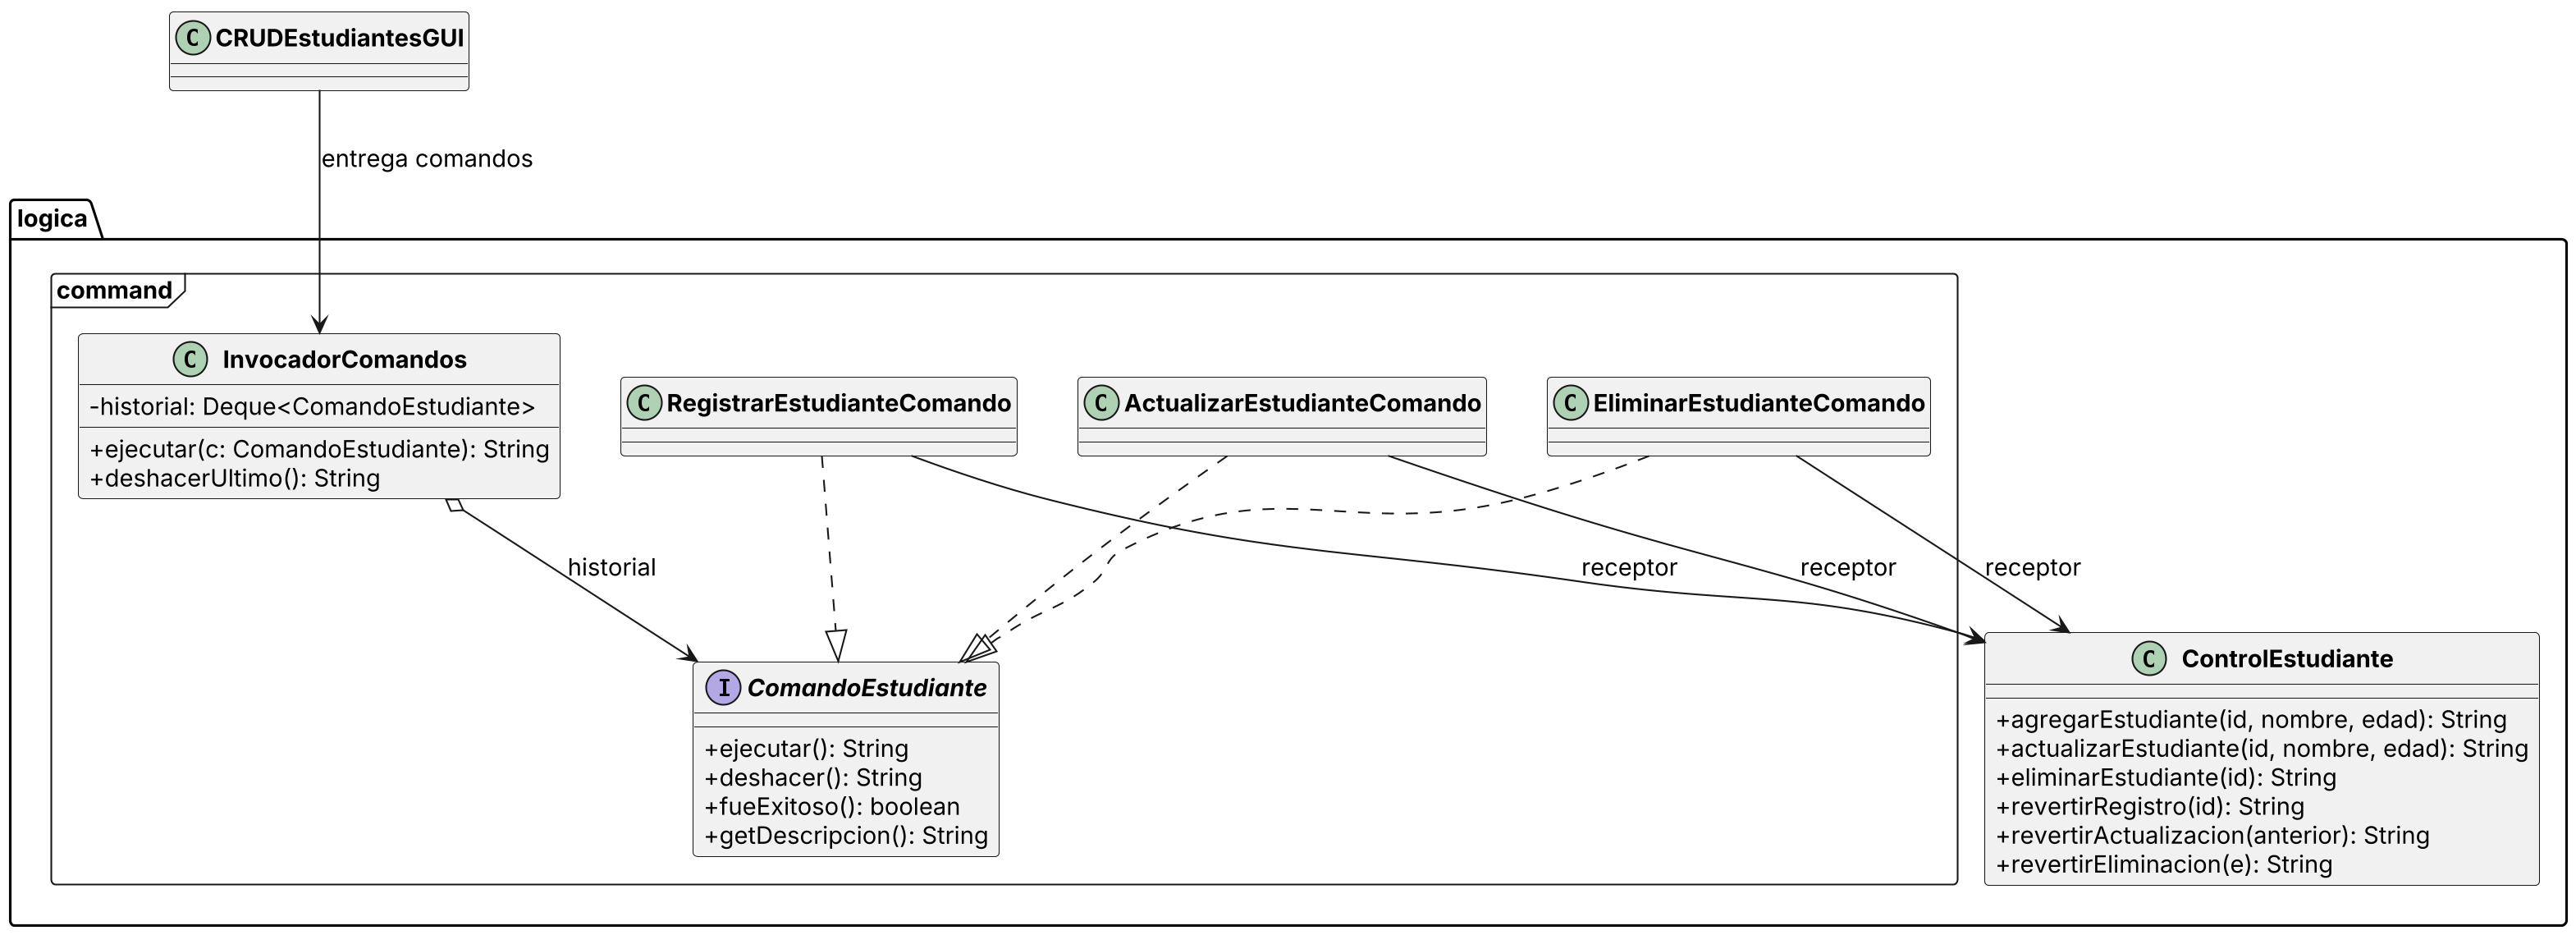 C CRUDEstudiantesGUI
entrega comandos
logica
command
C InvocadorComandos
-historial: Deque<ComandoEstudiante>
+ejecutar(c: ComandoEstudiante): String
+deshacerUltimo(): String
C RegistrarEstudianteComando
C ActualizarEstudianteComando
C EliminarEstudianteComando
historial
receptor
receptor
receptor
I ComandoEstudiante
+ejecutar(): String
+deshacer(): String
+fueExitoso(): boolean
+getDescripcion(): String
C ControlEstudiante
+agregarEstudiante(id, nombre, edad): String
+actualizarEstudiante(id, nombre, edad): String
+eliminarEstudiante(id): String
+revertirRegistro(id): String
+revertirActualizacion(anterior): String
+revertirEliminacion(e): String